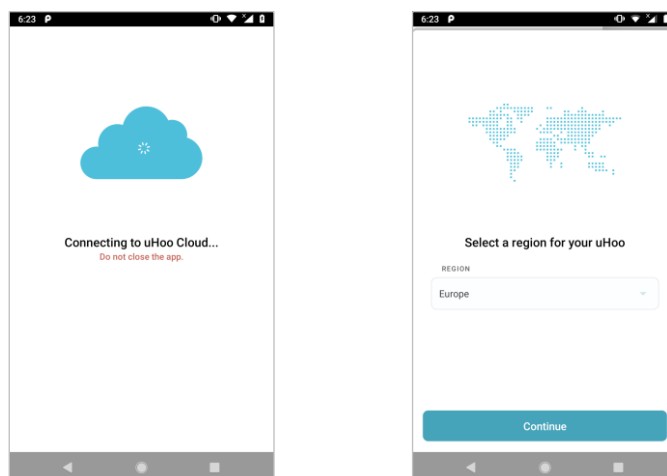 6:23
Connecting to uHoo Cloud...
Do not close the app.
6:23
Select a region for your uHoo
REGION
Europe
Continue